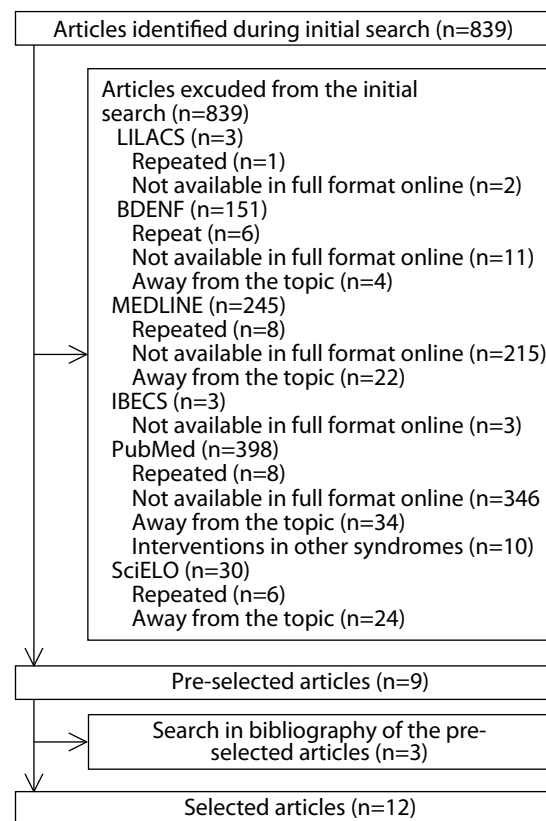 Articles identified during initial search (n=839)
Articles excuded from the initial
search (n=839)
LILACS (n=3)
Repeated (n=1)
Not available in full format online (n=2)
BDENF (n=151)
Repeat (n=6)
Not available in full format online (n=11)
Away from the topic (n=4)
MEDLINE (n=245)
Repeated (n=8)
Not available in full format online (n=215)
Away from the topic (n=22)
IBECS (n=3)
Not available in full format online (n=3)
PubMed (n=398)
Repeated (n=8)
Not available in full format online (n=346
Away from the topic (n=34)
Interventions in other syndromes (n=10)
SciELO (n=30)
Repeated (n=6)
Away from the topic (n=24)
Pre-selected articles (n=9)
Search in bibliography of the pre-
selected articles (n=3)
Selected articles (n=12)